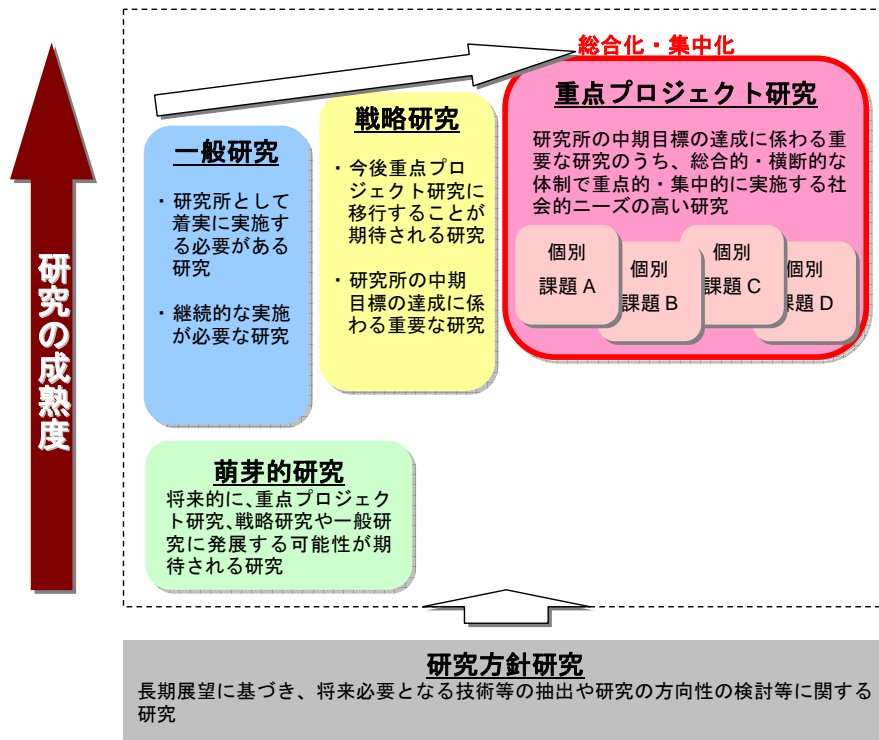 研究の成熟度
総合化・集中化
重点プロジェクト研究
研究所の中期目標の達成に係わる重
要な研究のうち、総合的・横断的な
体制で重点的・集中的に実施する社
会的ニーズの高い研究
個別
課題 A
個別
課題 B
個別
課題 C
個別
課題 D
戦略研究
・今後重点プロ
ジェクト研究に
移行することが
期待される研究
・研究所の中期
目標の達成に係
わる重要な研究
一般研究
・研究所として
着実に実施す
る必要がある
研究
・継続的な実施
が必要な研究
萌芽的研究
将来的に、重点プロジェク
ト研究、戦略研究や一般研
究に発展する可能性が期
待される研究
研究方針研究
長期展望に基づき、将来必要となる技術等の抽出や研究の方向性の検討等に関する
研究